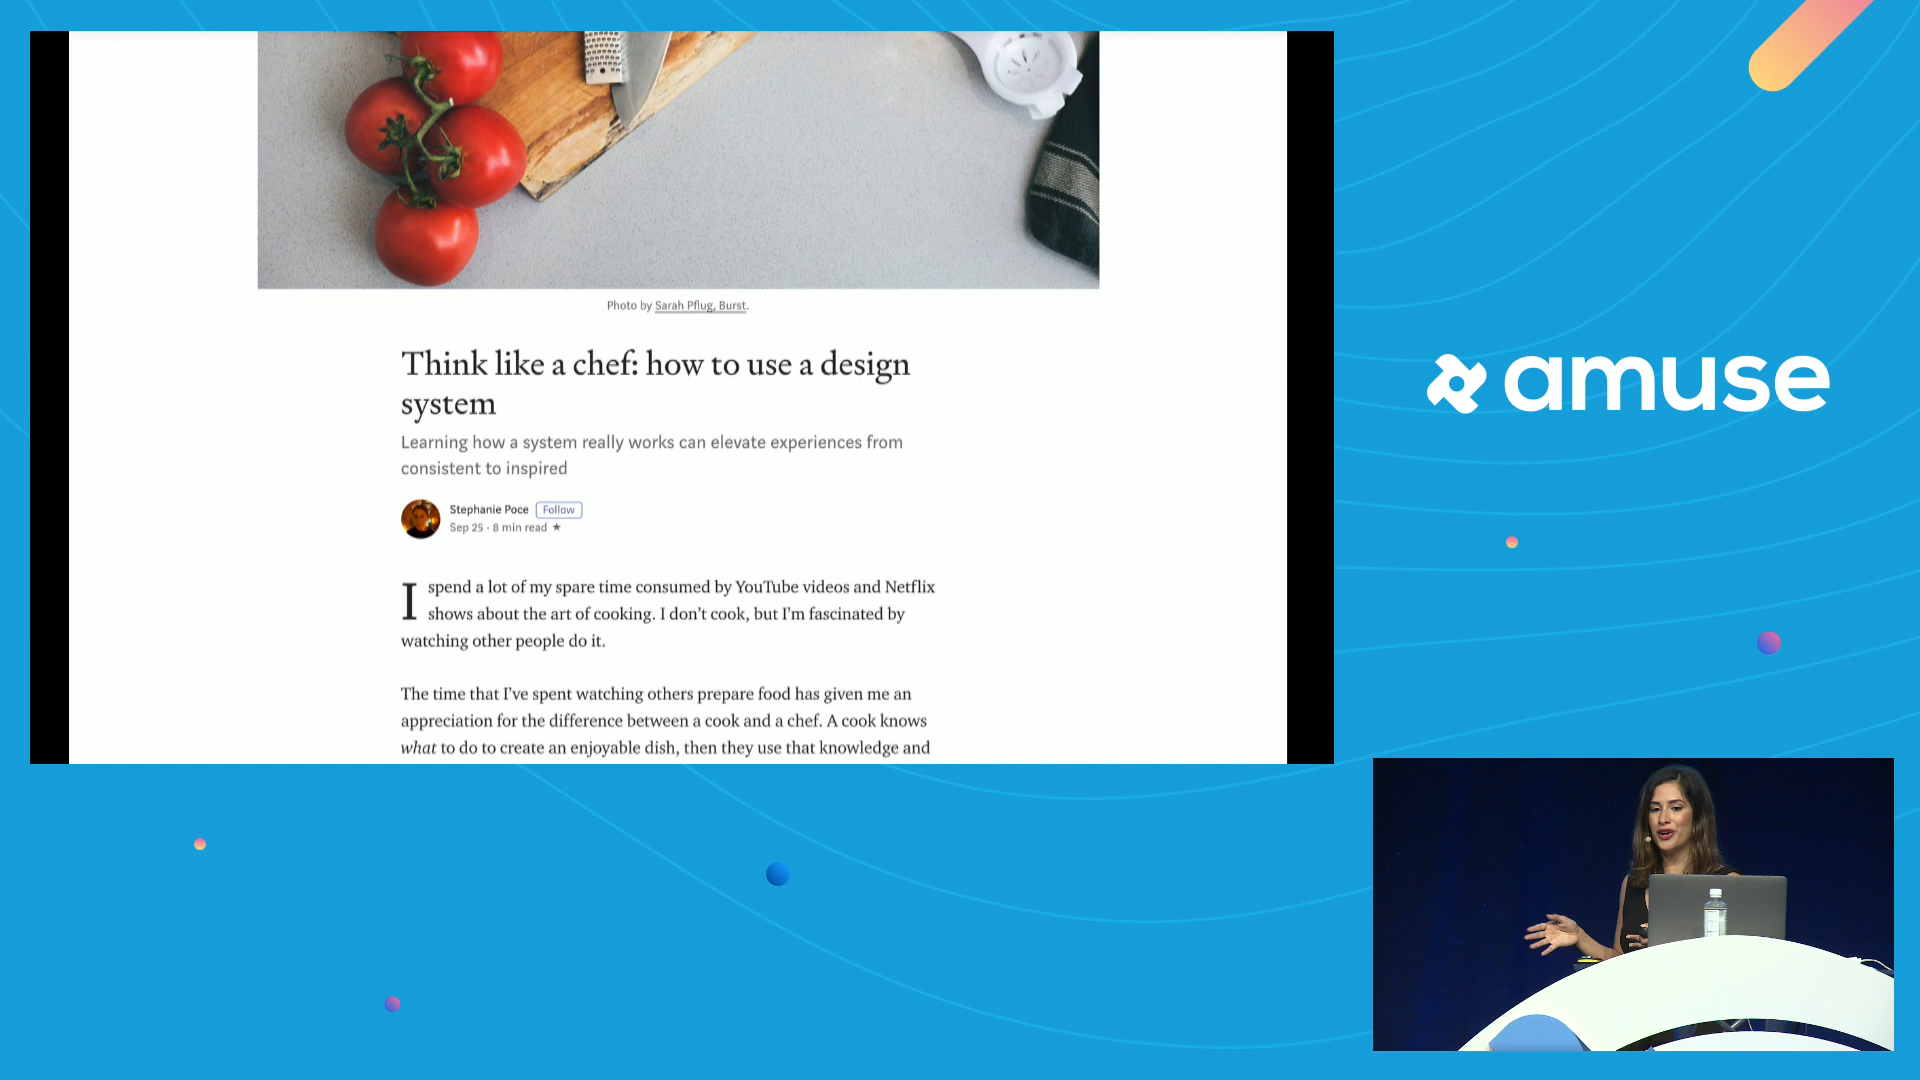 Photo by Sarah Pflug, Burst.
Think like a chef: how to use a design
system
Learning how a system really works can elevate experiences from
consistent to inspired
Stephanie Poce Follow
Sep 25 · 8 min read ★
I spend a lot of my spare time consumed by YouTube videos and Netflix
shows about the art of cooking. I don’t cook, but I’m fascinated by
watching other people do it.
The time that I’ve spent watching others prepare food has given me an
appreciation for the difference between a cook and a chef. A cook knows
what to do to create an enjoyable dish, then they use that knowledge and
amuse